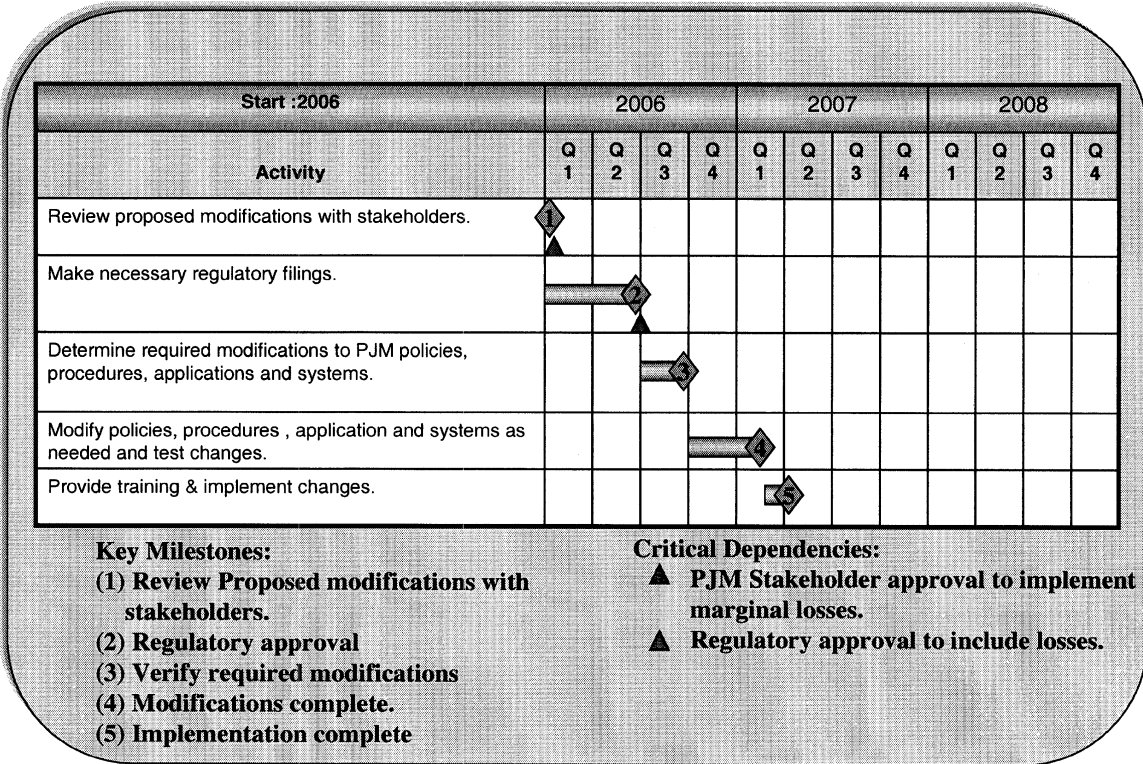 Start :2006 2006 2007 2008
Activity Q 1 Q 2 Q 3 Q 4 Q 1 Q 2 Q 3 Q 4 Q 1 Q 2 Q 3 Q 4
Review proposed modifications with stakeholders. 1
Make necessary regulatory filings. 2
Determine required modifications to PJM policies,
procedures, applications and systems. 3
Modify policies, procedures , application and systems as
needed and test changes. 4
Provide training & implement changes. 5
Key Milestones:
(1) Review Proposed modifications with
stakeholders.
(2) Regulatory approval
(3) Verify required modifications
(4) Modifications complete.
(5) Implementation complete
Critical Dependencies:
PJM Stakeholder approval to implement
marginal losses.
Regulatory approval to include losses.